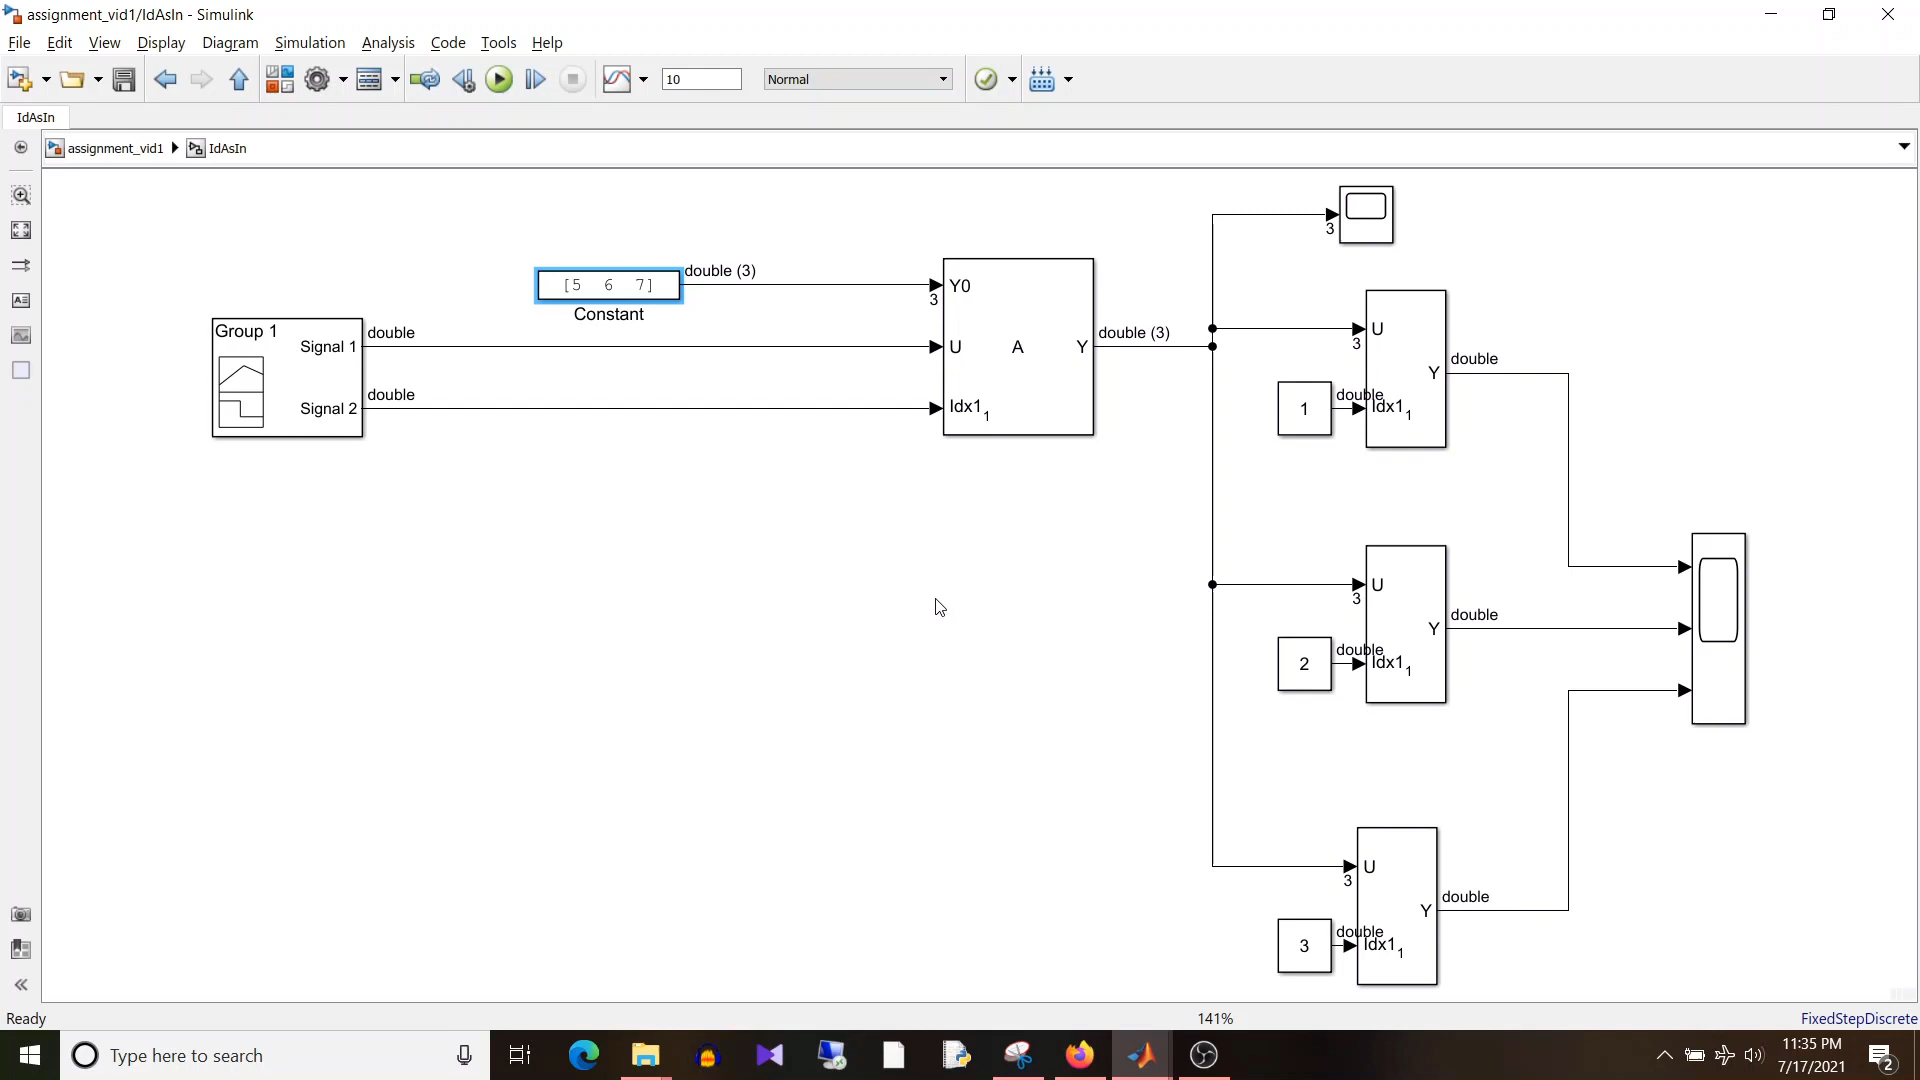 assignment_vid1/IdAsIn - Simulink
File Edit View Display Diagram Simulation Analysis Code Tools Help
10 Normal
IdAsIn
assignment_vid1 IdAsIn
3
[5 6 7] double (3) Y0
3
Constant
Group 1
Signal 1 double U A Y double (3)
Signal 2 double Idx1 1
U
3
Y double
1 double Idx1 1
U
3
Y double
2 double Idx1 1
U
3
Y double
3 double Idx1 1
Ready 141% FixedStepDiscrete
Type here to search
11:35 PM
7/17/2021
2